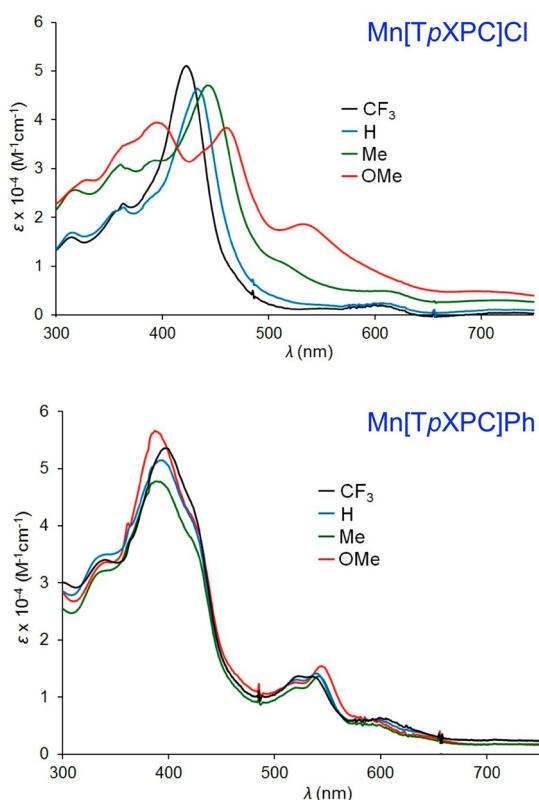 Mn[TpXPC]Cl
6
5
4
3
2
1
0
ε x 10⁻⁴ (M⁻¹cm⁻¹)
CF₃
H
Me
OMe
300 400 500 600 700
λ (nm)
Mn[TpXPC]Ph
6
5
4
3
2
1
0
ε x 10⁻⁴ (M⁻¹cm⁻¹)
CF₃
H
Me
OMe
300 400 500 600 700
λ (nm)